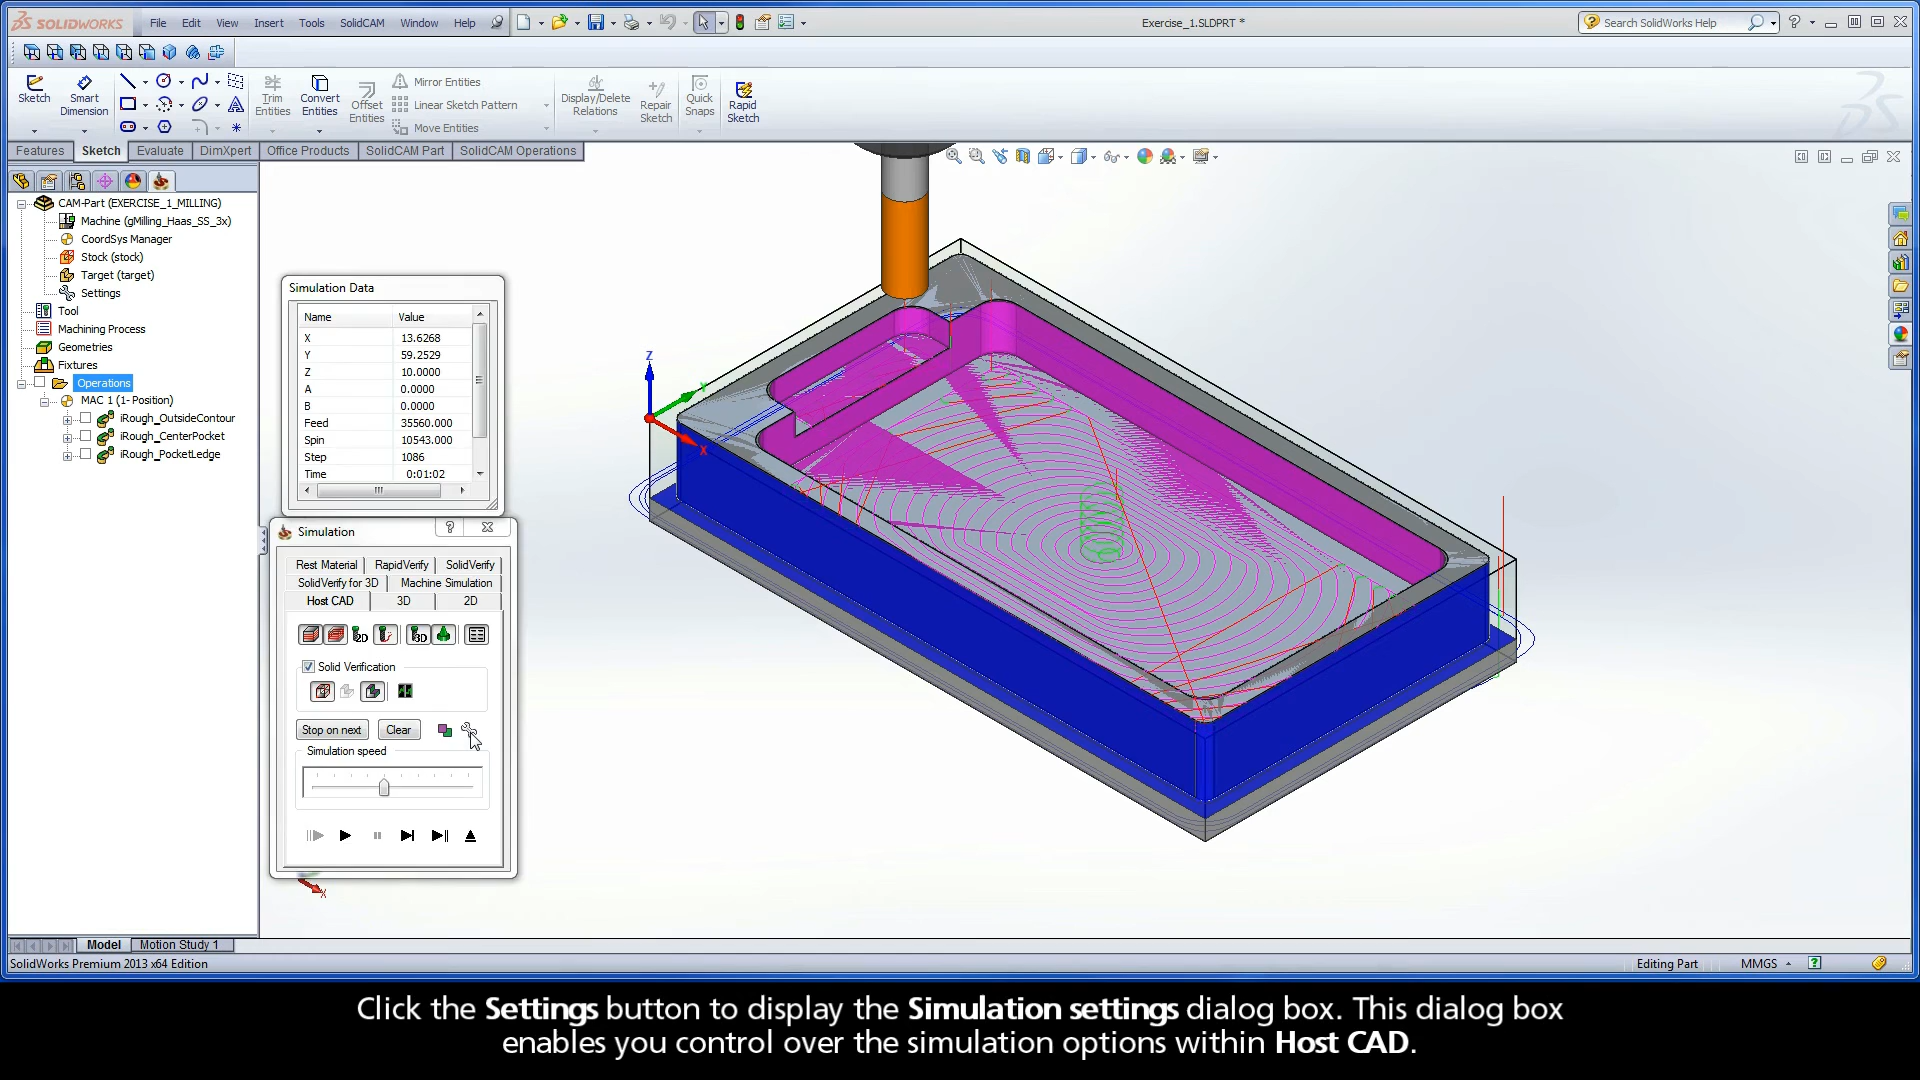 SOLIDWORKS File Edit View Insert Tools SolidCAM Window Help Exercise_1.SLDPRT * Search SolidWorks Help
Sketch Smart Dimension Trim Entities Convert Entities Offset Entities Mirror Entities Display/Delete Relations Repair Sketch Quick Snaps Rapid Sketch
Linear Sketch Pattern
Move Entities
Features Sketch Evaluate DimXpert Office Products SolidCAM Part SolidCAM Operations
CAM-Part (EXERCISE_1_MILLING)
Machine (gMilling_Haas_SS_3x)
CoordSys Manager
Stock (stock)
Target (target)
Settings
Tool
Machining Process
Geometries
Fixtures
Operations
MAC 1 (1- Position)
iRough_OutsideContour
iRough_CenterPocket
iRough_PocketLedge
Simulation Data
Name Value
X 13.6268
Y 59.2529
Z 10.0000
A 0.0000
B 0.0000
Feed 35560.000
Spin 10543.000
Step 1086
Time 0:01:02
Simulation
Rest Material RapidVerify SolidVerify
SolidVerify for 3D Machine Simulation
Host CAD 3D 2D
2D 3D
Solid Verification
Stop on next Clear
Simulation speed
Z
X
X
Model Motion Study 1
SolidWorks Premium 2013 x64 Edition Editing Part MMGS
Click the Settings button to display the Simulation settings dialog box. This dialog box
enables you control over the simulation options within Host CAD.